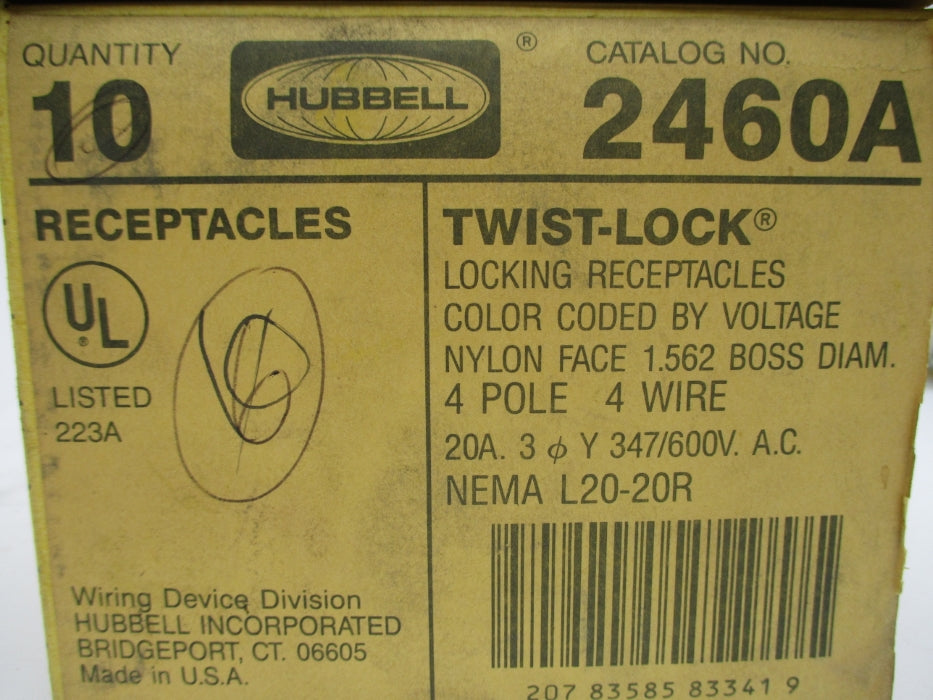 QUANTITY
10
HUBBELL
®
CATALOG NO.
2460A
RECEPTACLES
UL
®
LISTED
223A
Wiring Device Division
HUBBELL INCORPORATED
BRIDGEPORT, CT. 06605
Made in U.S.A.
TWIST-LOCK®
LOCKING RECEPTACLES
COLOR CODED BY VOLTAGE
NYLON FACE 1.562 BOSS DIAM.
4 POLE 4 WIRE
20A. 3 ϕ Y 347/600V. A.C.
NEMA L20-20R
207 83585 83341 9